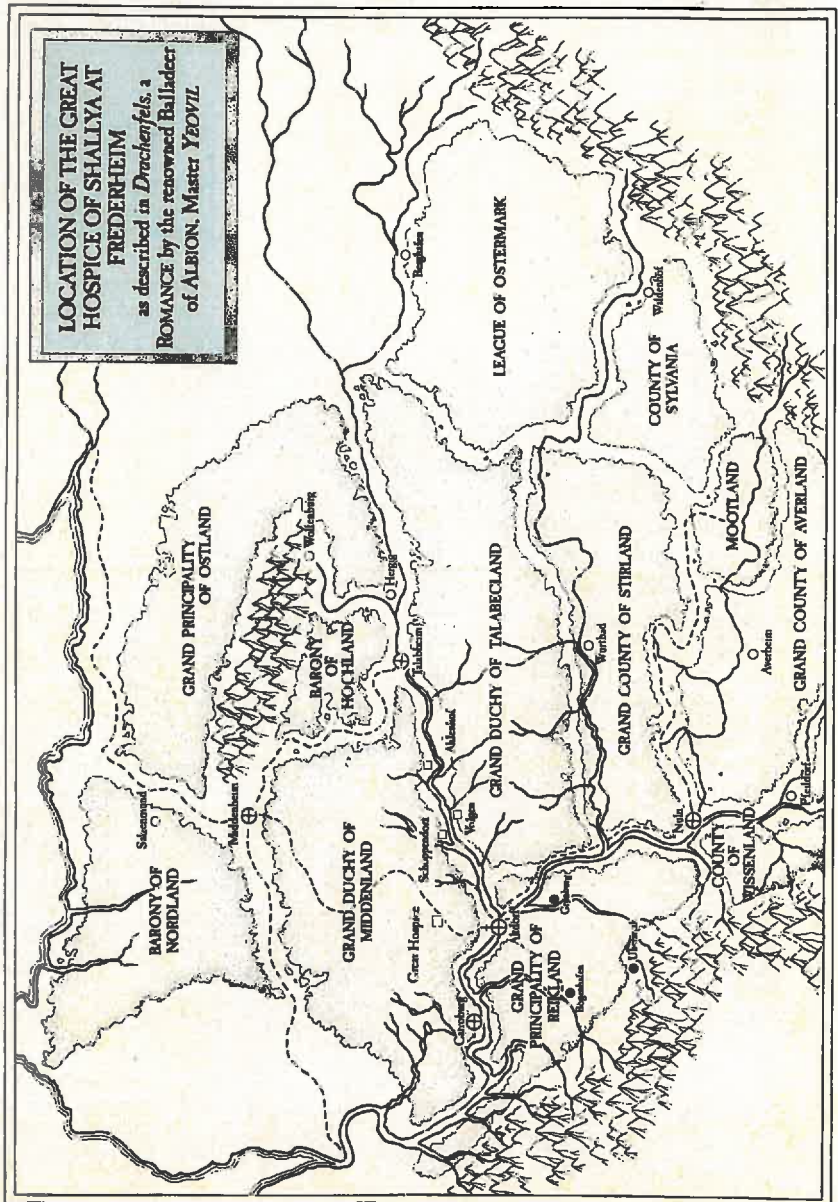 LOCATION OF THE GREAT
HOSPICE OF SHALLYA AT
FREDERHEIM
as described in Drachenfels, a
ROMANCE by the renowned Balladeer
of ALBION, Master YEOVIL
GRAND PRINCIPALITY
OF OSTLAND
BARONY OF
NORDLAND
Middenheim
Wolfenburg
BARONY
OF
HOCHLAND
Hergig
Talabheim
GRAND DUCHY OF
MIDDENLAND
Great Hospice
Schoppendorf
Volgen
Carroburg
Altdorf
GRAND
PRINCIPALITY OF
REIKLAND
Bogenhafen
GRAND DUCHY OF TALABECLAND
LEAGUE OF OSTERMARK
Wurtbad
GRAND COUNTY OF STIRLAND
COUNTY OF
SYLVANIA
Waldenhof
Nuln
COUNTY
OF
WISSENLAND
MOOTLAND
Averheim
Pfeildorf
GRAND COUNTY OF AVERLAND